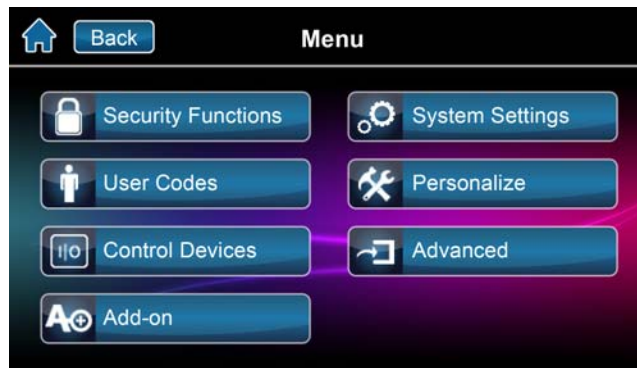 Back
Menu
Security Functions
System Settings
User Codes
Personalize
I|O
Control Devices
Advanced
A
Add-on